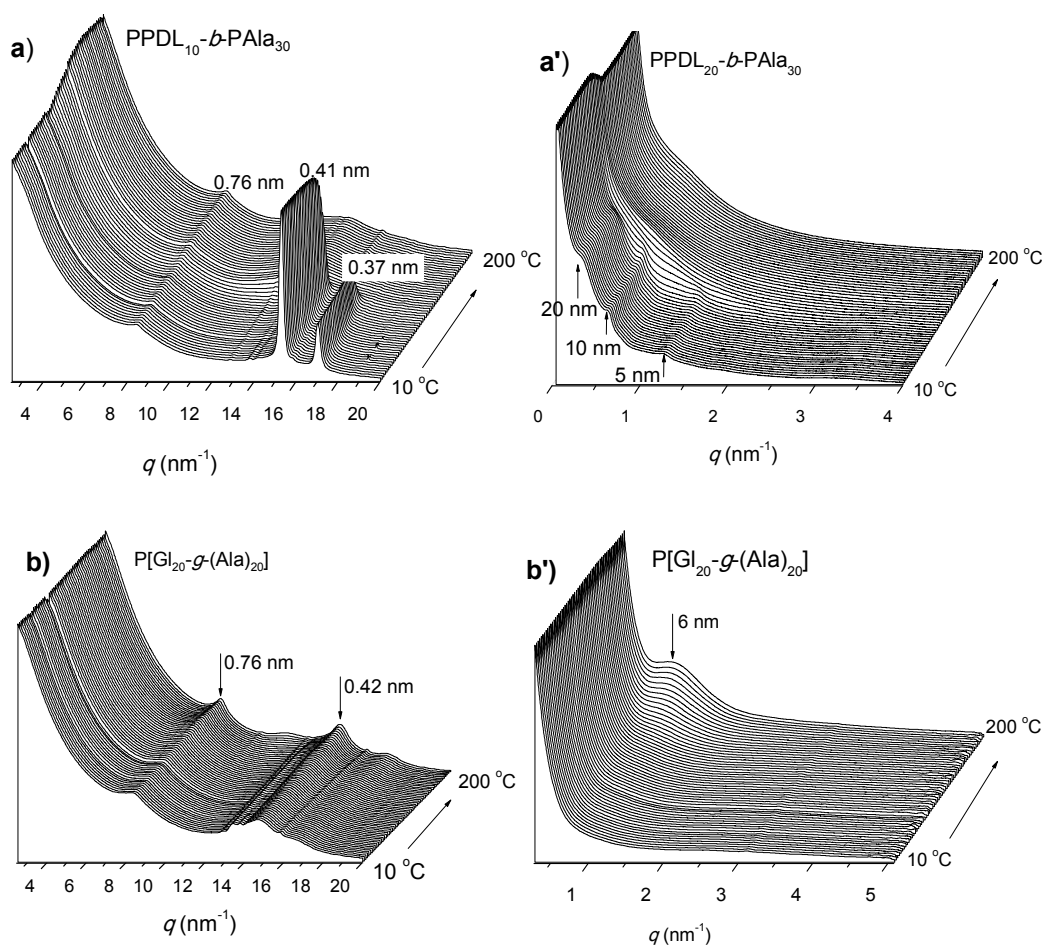 a)
PPDL₁₀-b-PAla₃₀
0.76 nm
0.41 nm
0.37 nm
200 °C
10 °C
4 6 8 10 12 14 16 18 20
q (nm⁻¹)
a')
PPDL₂₀-b-PAla₃₀
20 nm
10 nm
5 nm
200 °C
10 °C
0 1 2 3 4
q (nm⁻¹)
b)
P[Gl₂₀-g-(Ala)₂₀]
0.76 nm
0.42 nm
200 °C
10 °C
4 6 8 10 12 14 16 18 20
q (nm⁻¹)
b')
P[Gl₂₀-g-(Ala)₂₀]
6 nm
200 °C
10 °C
1 2 3 4 5
q (nm⁻¹)